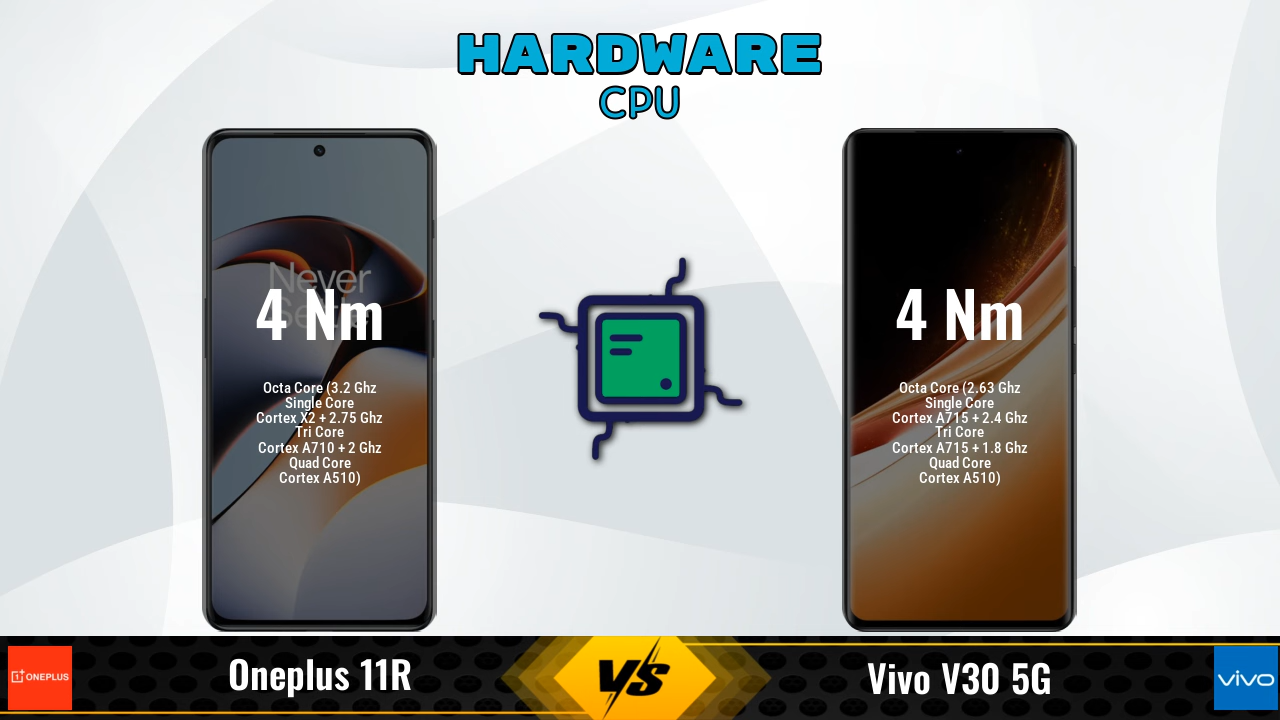 HARDWARE
CPU
Never
Settle
4 Nm
Octa Core (3.2 Ghz
Single Core
Cortex X2 + 2.75 Ghz
Tri Core
Cortex A710 + 2 Ghz
Quad Core
Cortex A510)
4 Nm
Octa Core (2.63 Ghz
Single Core
Cortex A715 + 2.4 Ghz
Tri Core
Cortex A715 + 1.8 Ghz
Quad Core
Cortex A510)
1+ ONEPLUS
Oneplus 11R
VS
Vivo V30 5G
vivo